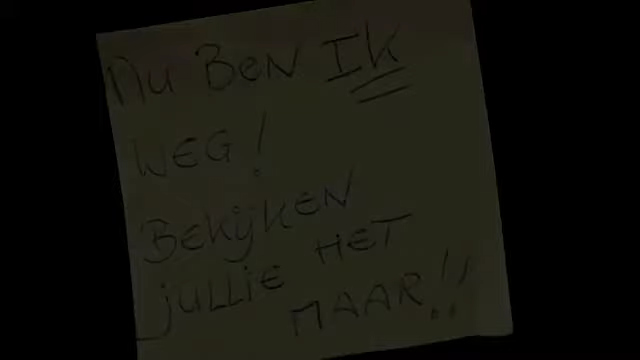 Nu BEN IK
WEG!
BEKIJKEN
JULLIE HET
MAAR!!